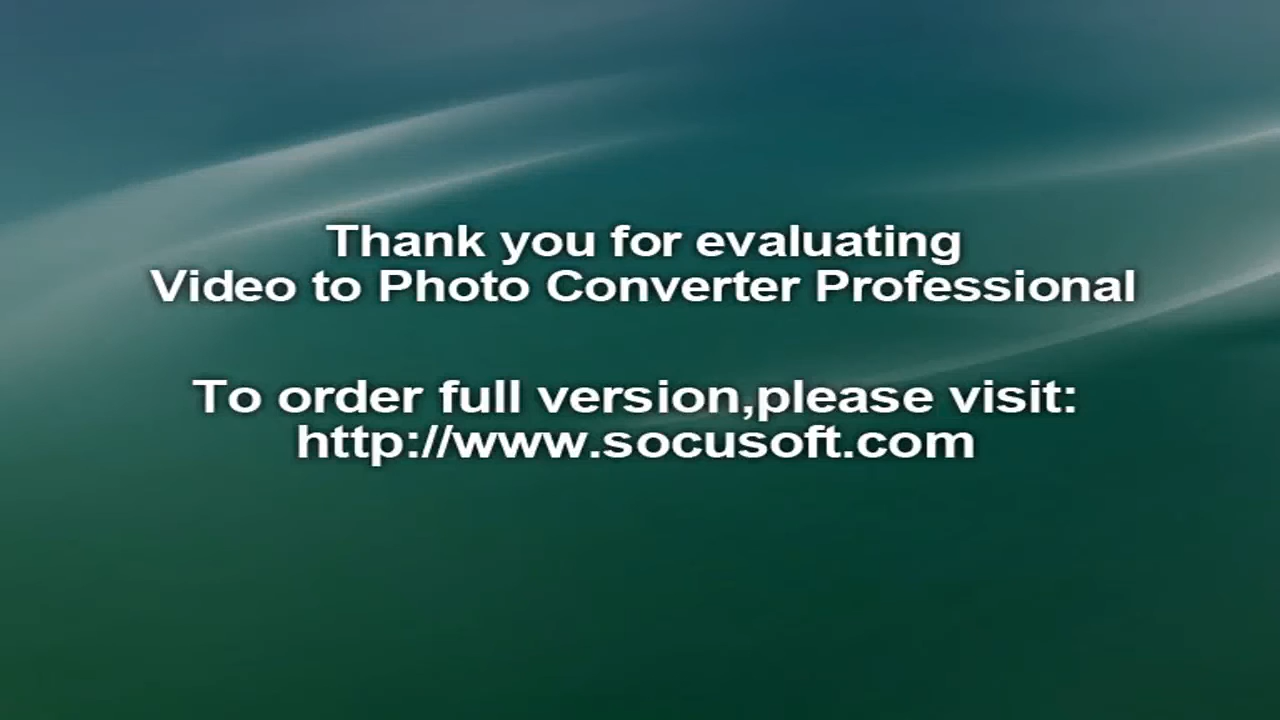 Thank you for evaluating
Video to Photo Converter Professional
To order full version,please visit:
http://www.socusoft.com